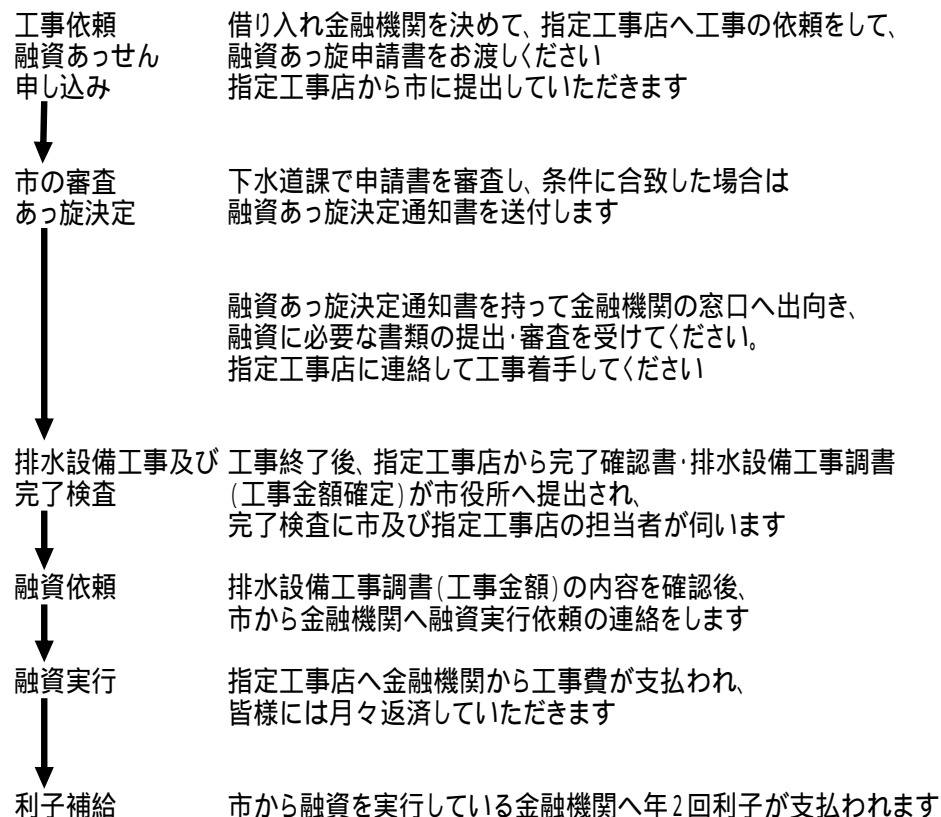 工事依頼 借り入れ金融機関を決めて、指定工事店へ工事の依頼をして、
融資あっせん 融資あっ旋申請書をお渡しください
申し込み 指定工事店から市に提出していただきます
市の審査 下水道課で申請書を審査し、条件に合致した場合は
あっ旋決定 融資あっ旋決定通知書を送付します
融資あっ旋決定通知書を持って金融機関の窓口へ出向き、
融資に必要な書類の提出・審査を受けてください。
指定工事店に連絡して工事着手してください
排水設備工事及び 工事終了後、指定工事店から完了確認書・排水設備工事調書
完了検査 (工事金額確定)が市役所へ提出され、
完了検査に市及び指定工事店の担当者が伺います
融資依頼 排水設備工事調書(工事金額)の内容を確認後、
市から金融機関へ融資実行依頼の連絡をします
融資実行 指定工事店へ金融機関から工事費が支払われ、
皆様には月々返済していただきます
利子補給 市から融資を実行している金融機関へ年2回利子が支払われます